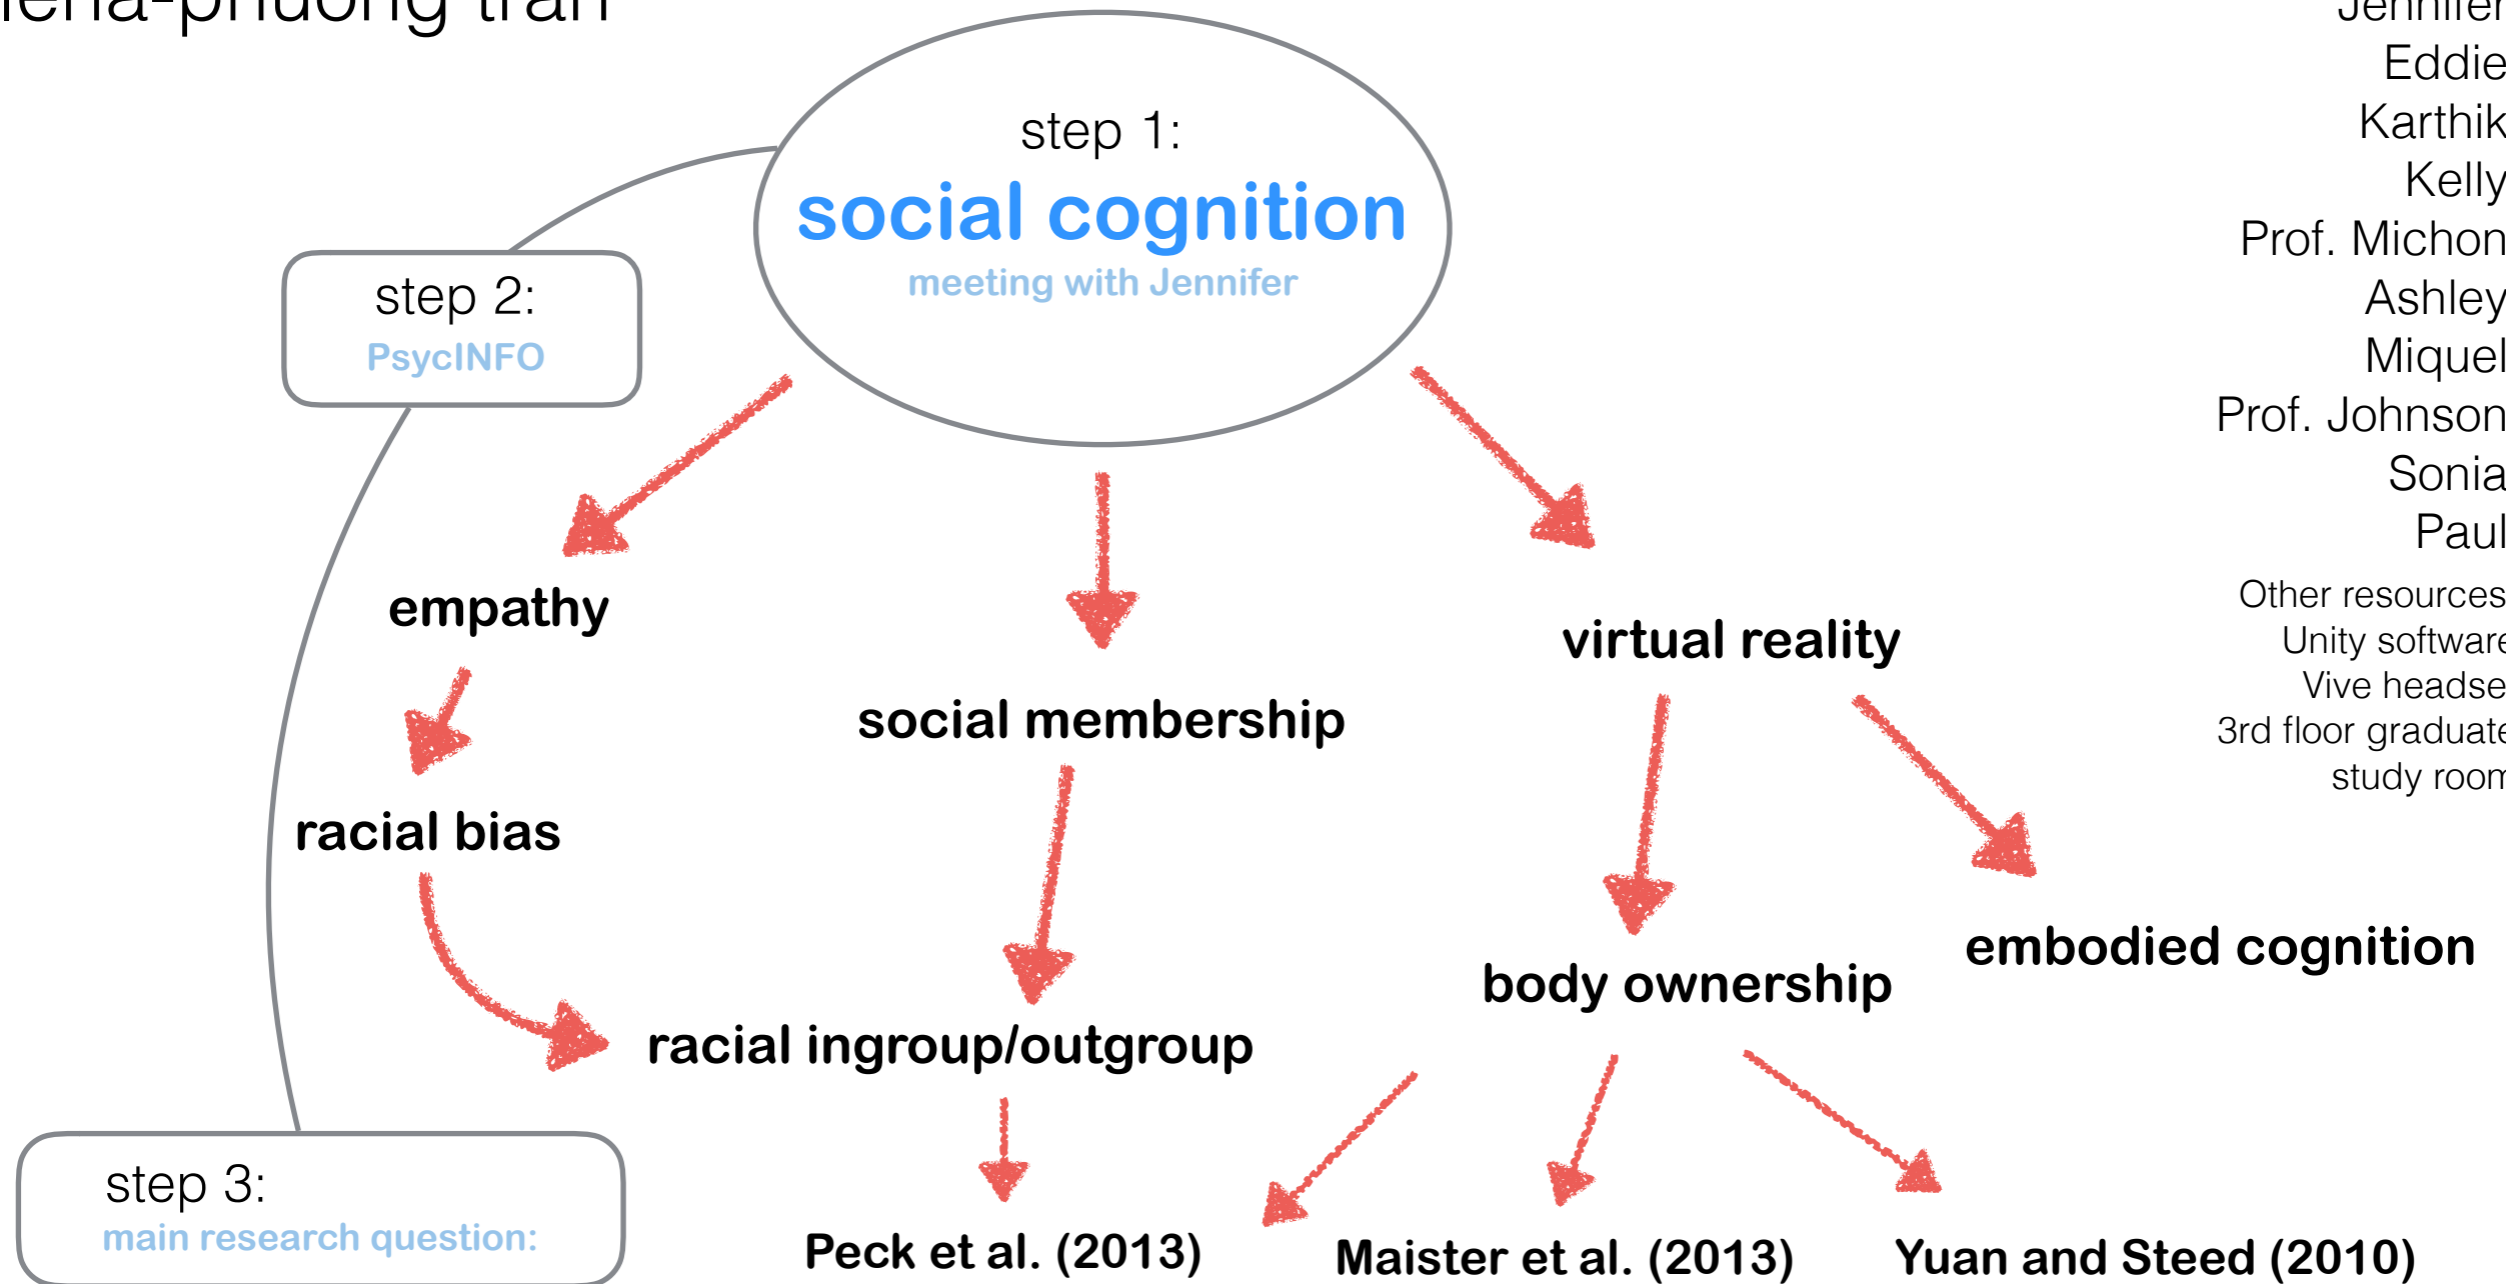 step 1:
social cognition
meeting with Jennifer
step 2:
PsycINFO
empathy
social membership
virtual reality
racial bias
racial ingroup/outgroup
body ownership
embodied cognition
step 3:
main research question:
Peck et al. (2013)
Maister et al. (2013)
Yuan and Steed (2010)
Jennifer
Eddie
Karthik
Kelly
Prof. Michon
Ashley
Miquel
Prof. Johnson
Sonia
Paul
Other resources
Unity software
Vive headse
3rd floor graduate
study room